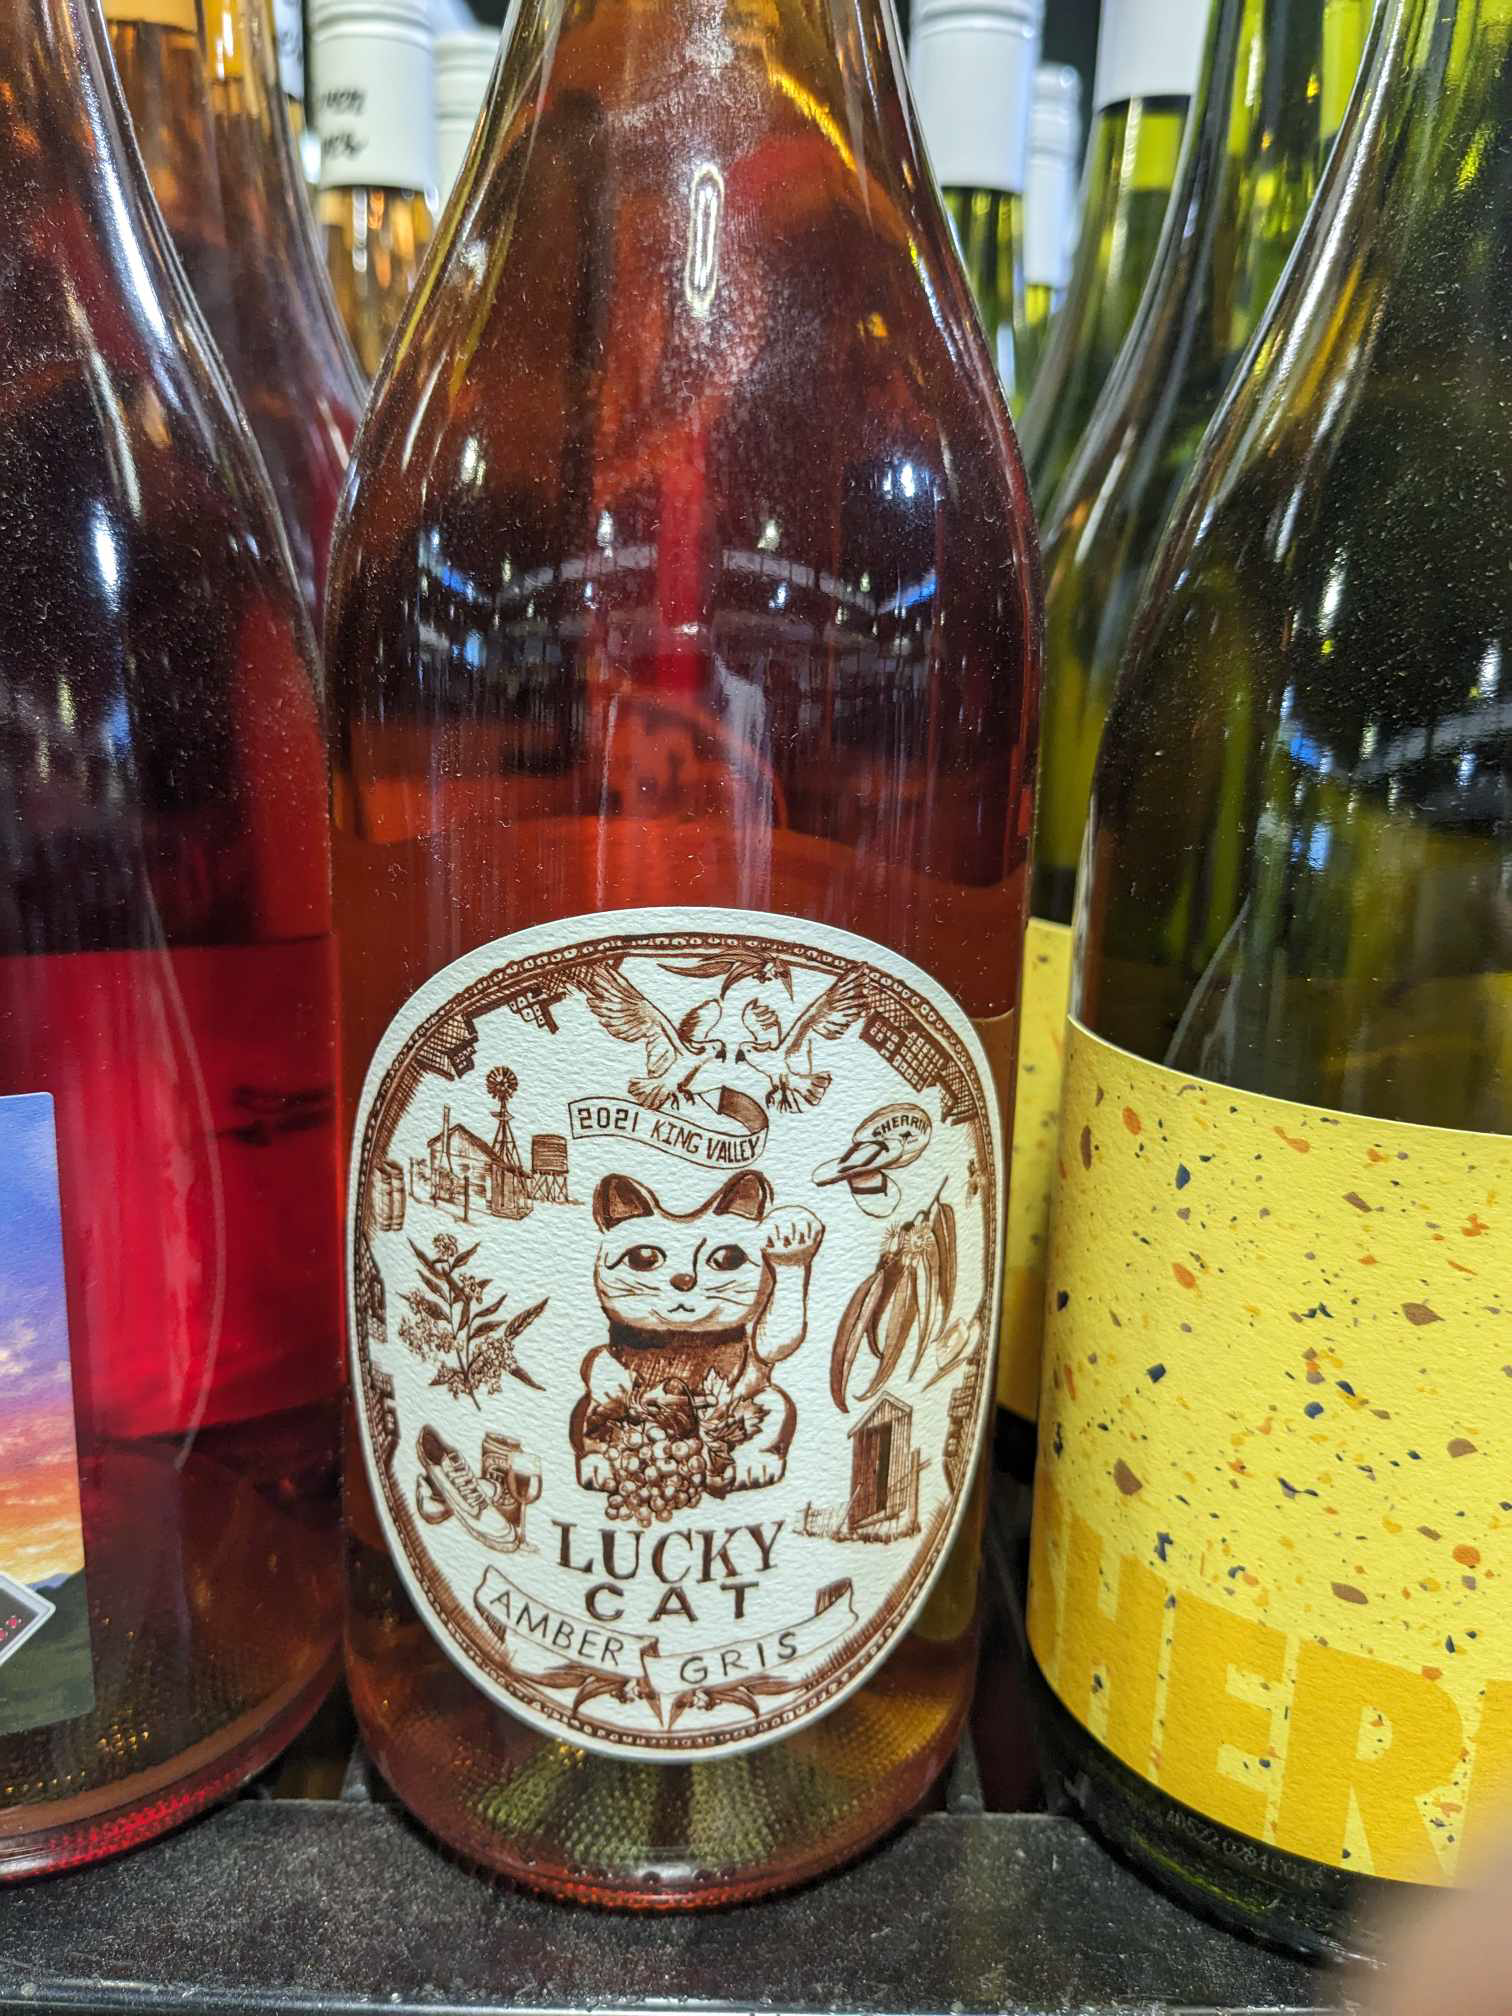 2021 KING VALLEY
SHERRIN
LUCKY
CAT
AMBER GRIS
HER